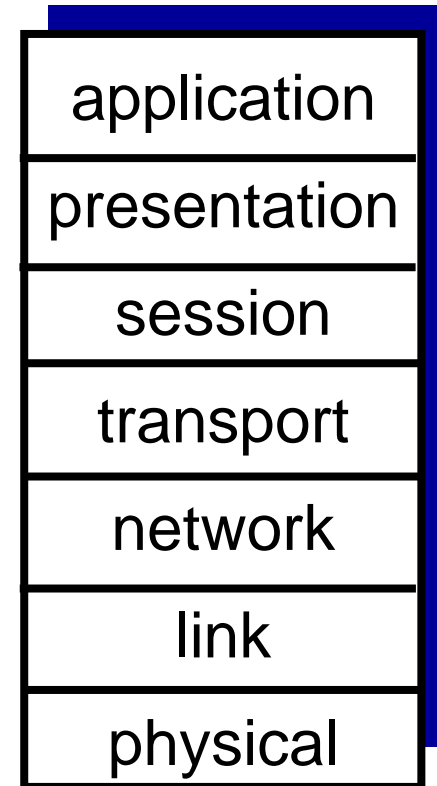 application
presentation
session
transport
network
link
physical